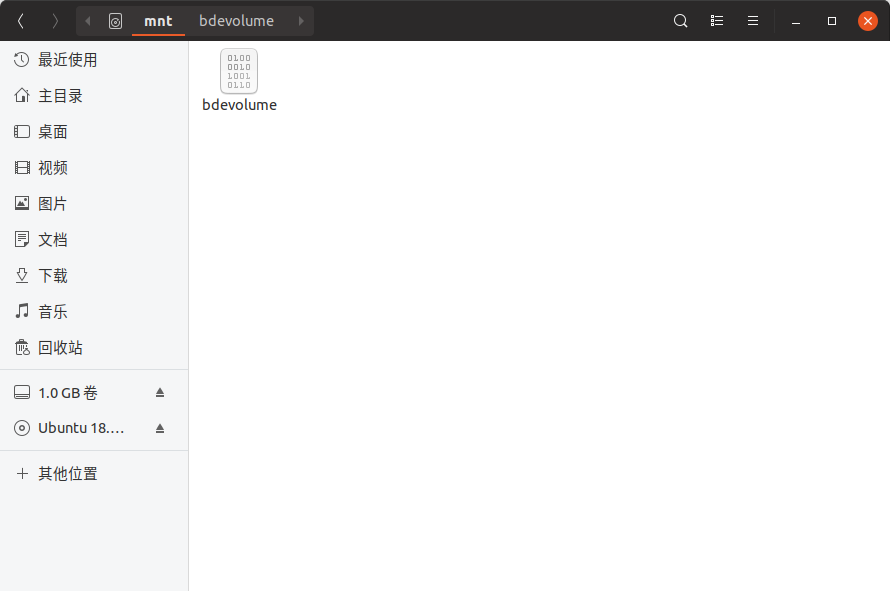 mnt bdevolume
最近使用
主目录
桌面
视频
图片
文档
下载
音乐
回收站
1.0 GB 卷
Ubuntu 18.…
其他位置
0100
0010
1001
0110
bdevolume